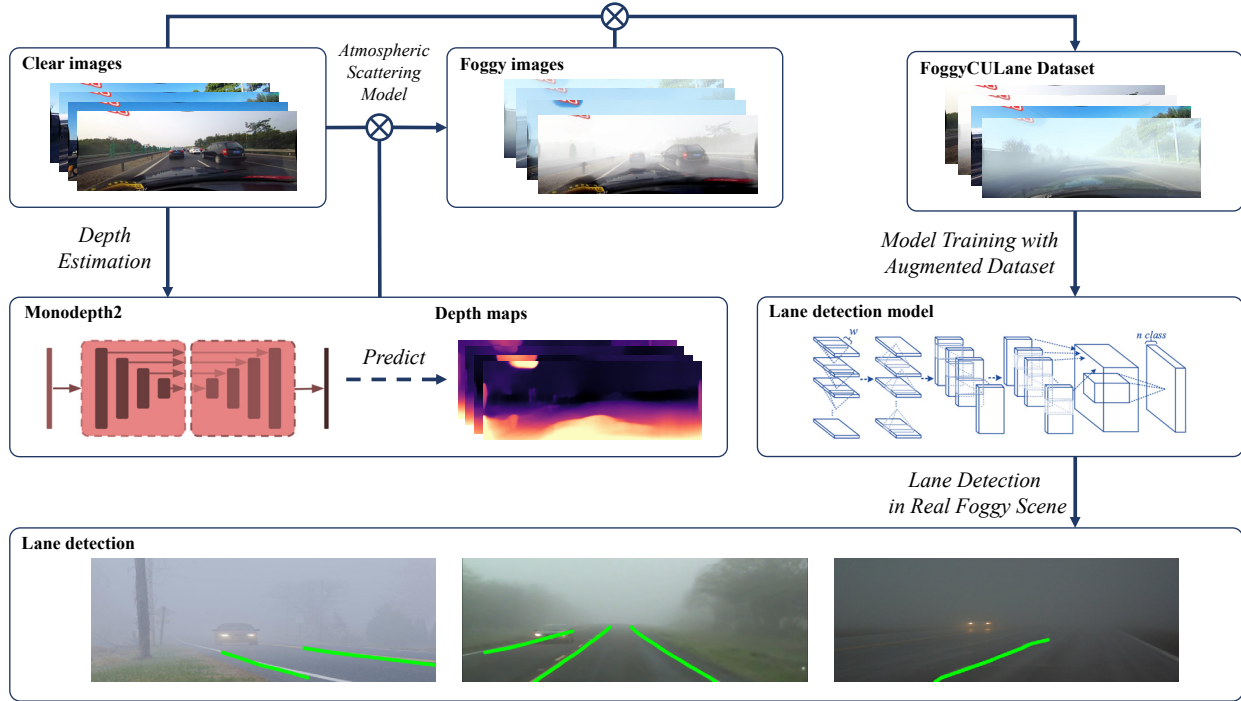 Clear images
Atmospheric
Scattering
Model
Foggy images
FoggyCULane Dataset
Depth
Estimation
Model Training with
Augmented Dataset
Monodepth2
Predict
Depth maps
Lane detection model
w
n class
Lane Detection
in Real Foggy Scene
Lane detection